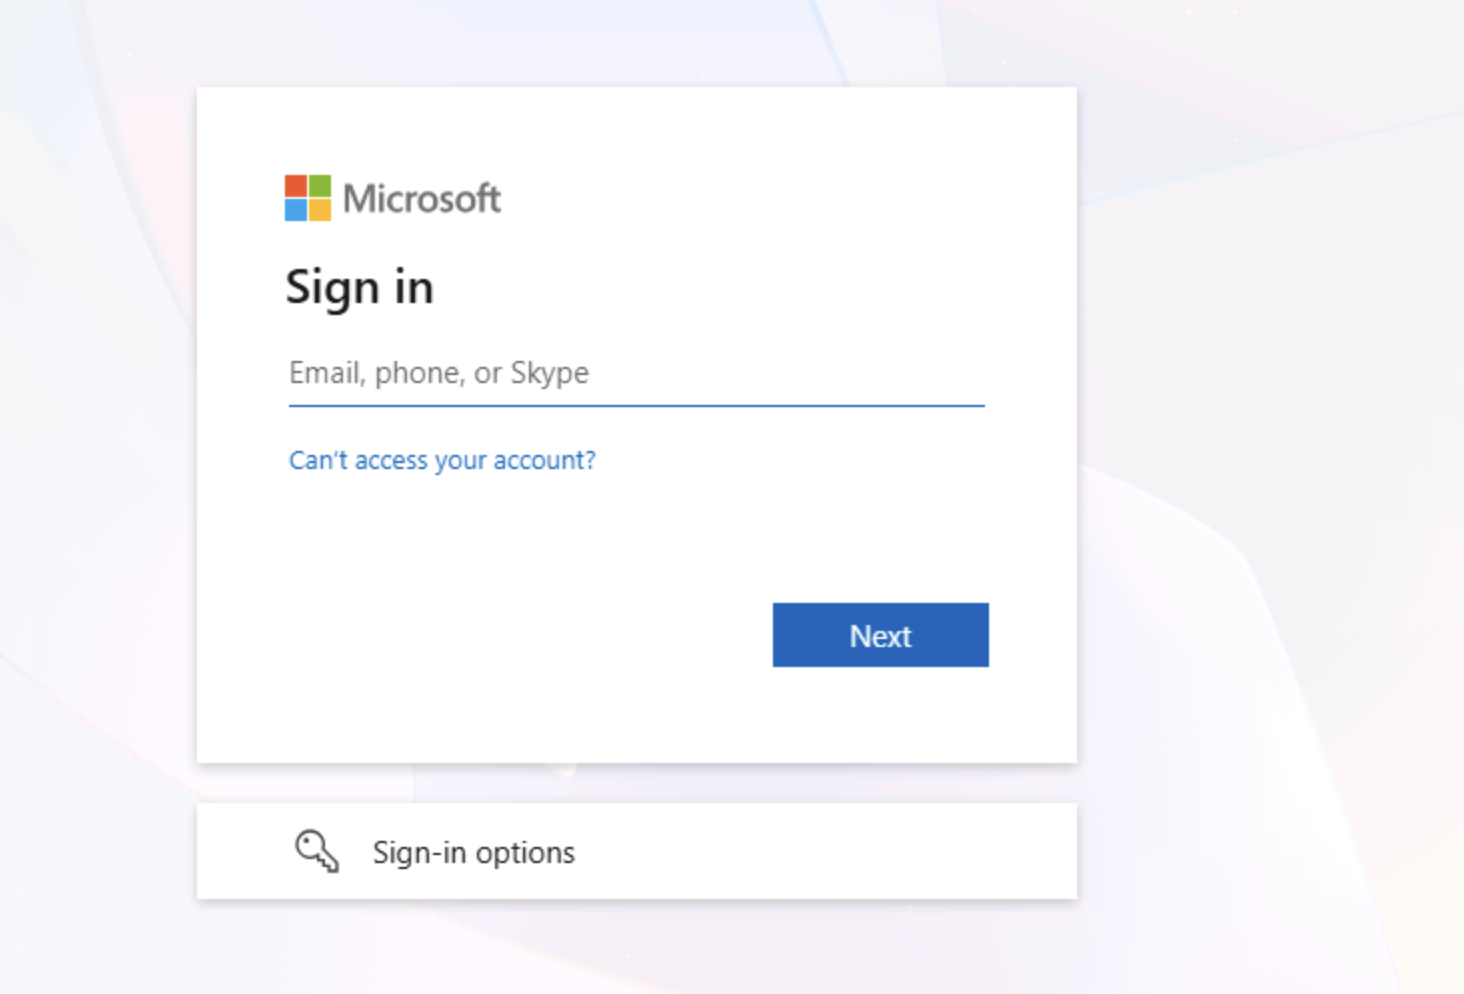 Microsoft
Sign in
Email, phone, or Skype
Can't access your account?
Next
Sign-in options